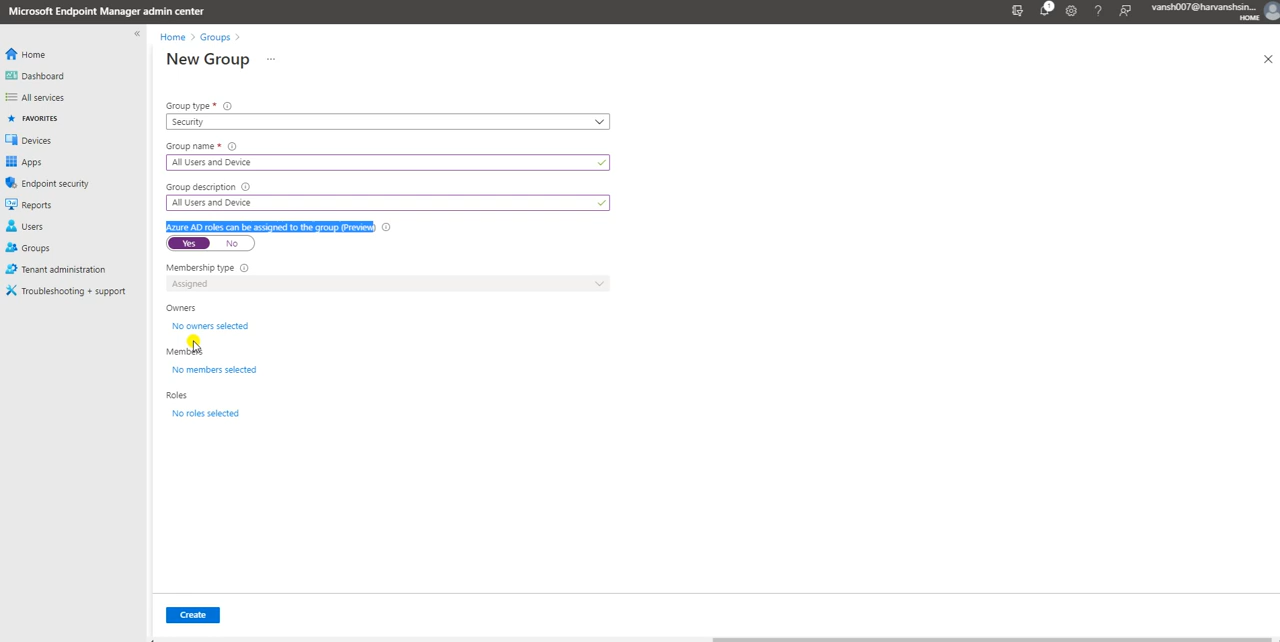 Microsoft Endpoint Manager admin center
1
vansh007@harvanshsin...
HOME
«
Home > Groups >
New Group ...
Home
Dashboard
All services
FAVORITES
Devices
Apps
Endpoint security
Reports
Users
Groups
Tenant administration
Troubleshooting + support
Group type *
Security
Group name *
All Users and Device
Group description
All Users and Device
Azure AD roles can be assigned to the group (Preview)
Yes No
Membership type
Assigned
Owners
No owners selected
Members
No members selected
Roles
No roles selected
Create